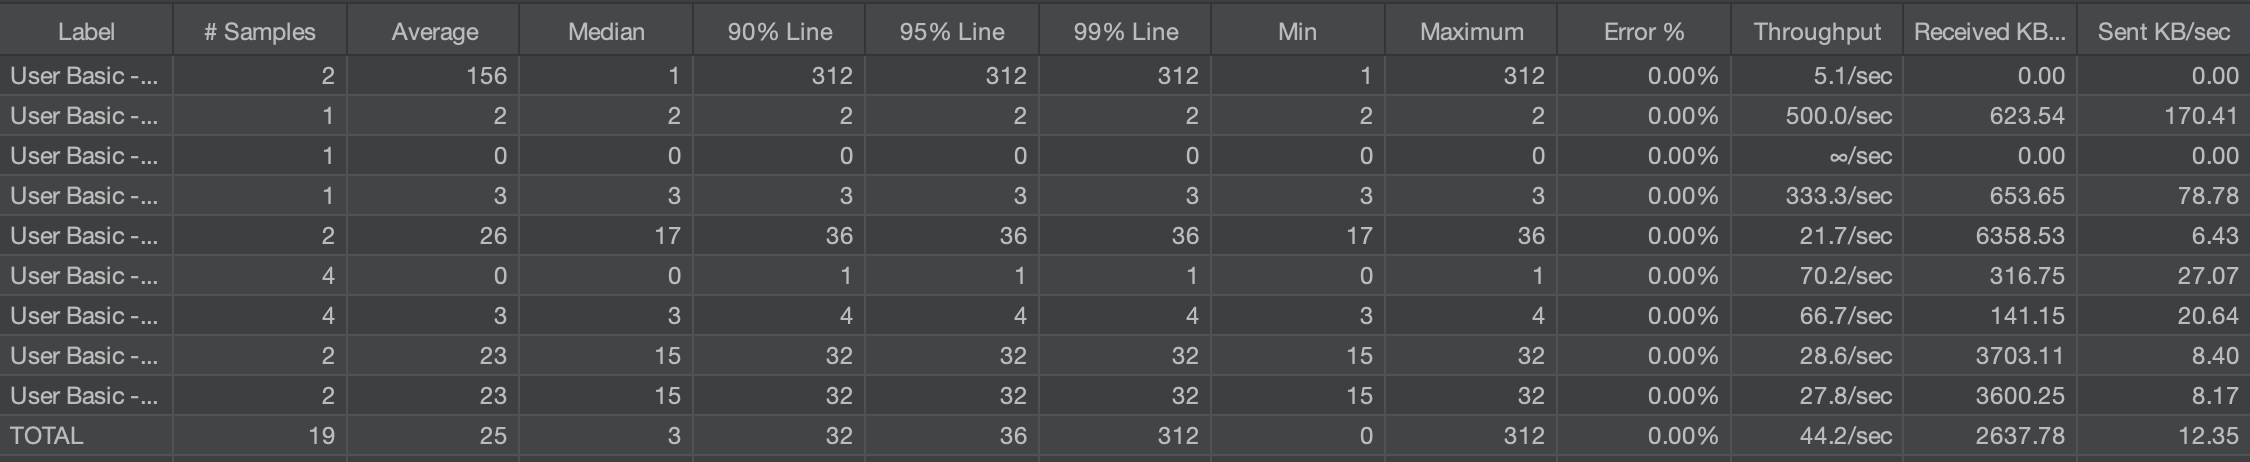 Label # Samples Average Median 90% Line 95% Line 99% Line Min Maximum Error % Throughput Received KB... Sent KB/sec
User Basic -... 2 156 1 312 312 312 1 312 0.00% 5.1/sec 0.00 0.00
User Basic -... 1 2 2 2 2 2 2 2 0.00% 500.0/sec 623.54 170.41
User Basic -... 1 0 0 0 0 0 0 0 0.00% ∞/sec 0.00 0.00
User Basic -... 1 3 3 3 3 3 3 3 0.00% 333.3/sec 653.65 78.78
User Basic -... 2 26 17 36 36 36 17 36 0.00% 21.7/sec 6358.53 6.43
User Basic -... 4 0 0 1 1 1 0 1 0.00% 70.2/sec 316.75 27.07
User Basic -... 4 3 3 4 4 4 3 4 0.00% 66.7/sec 141.15 20.64
User Basic -... 2 23 15 32 32 32 15 32 0.00% 28.6/sec 3703.11 8.40
User Basic -... 2 23 15 32 32 32 15 32 0.00% 27.8/sec 3600.25 8.17
TOTAL 19 25 3 32 36 312 0 312 0.00% 44.2/sec 2637.78 12.35